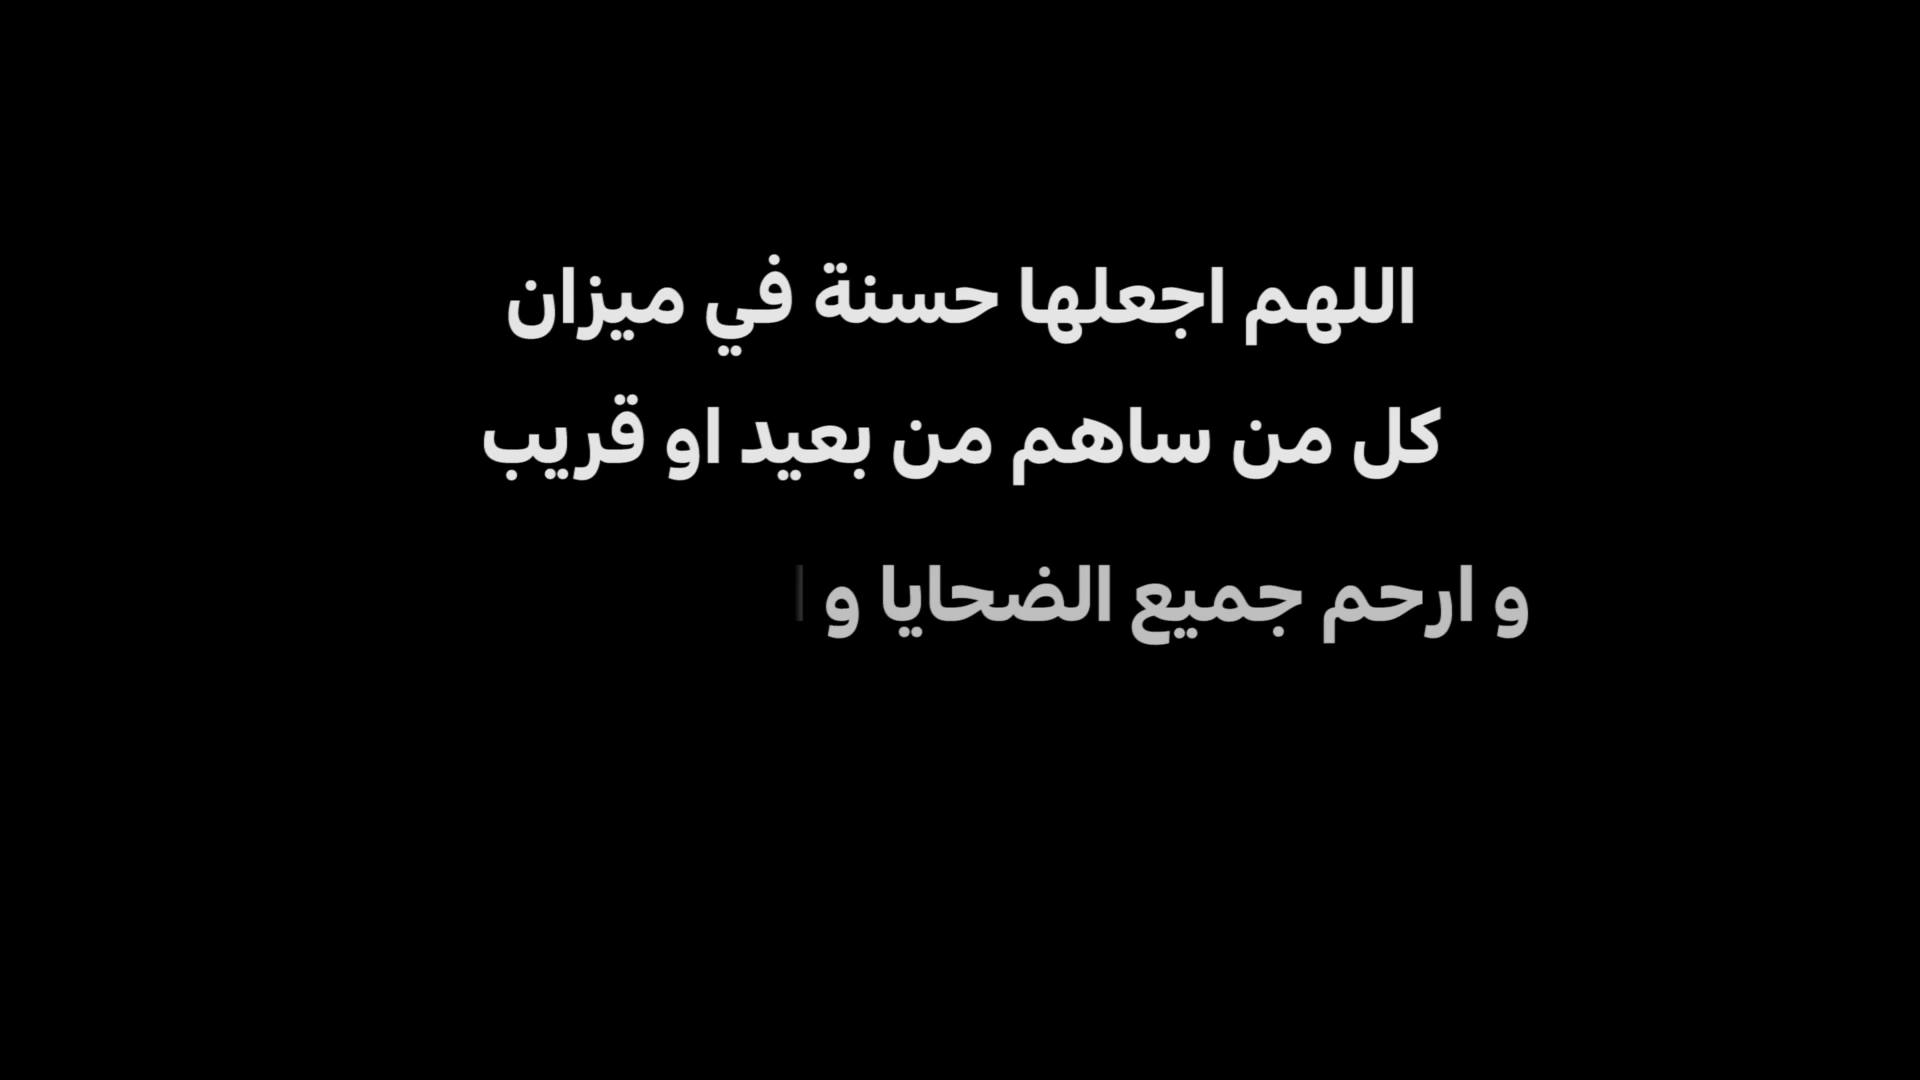 اللهم اجعلها حسنة في ميزان
كل من ساهم من بعيد او قريب
و ارحم جميع الضحايا و ا